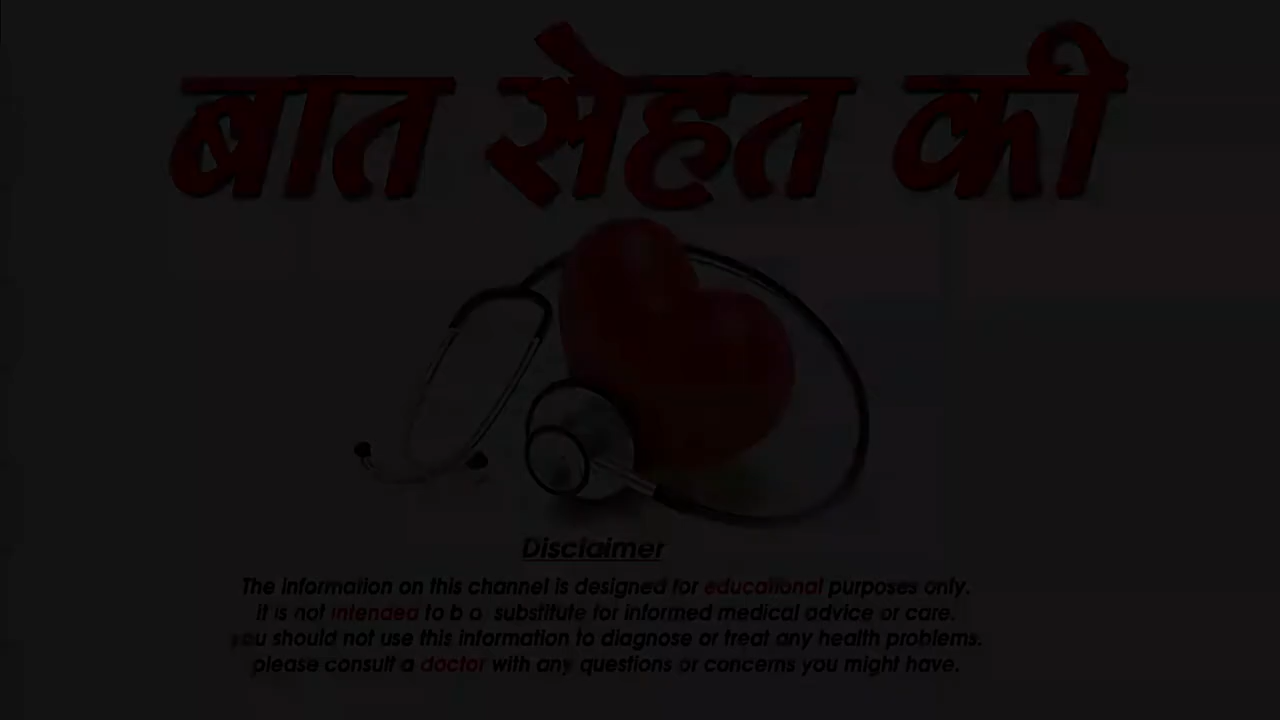 बात सेहत की
Disclaimer
The information on this channel is designed for educational purposes only.
it is not intended to b a substitute for informed medical advice or care.
you should not use this information to diagnose or treat any health problems.
please consult a doctor with any questions or concerns you might have.